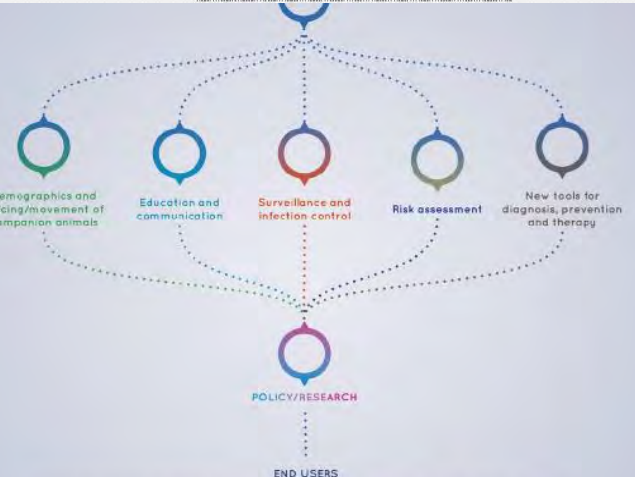 emographics and
cing/movement of
mpanion animals
Education and
communication
Surveillance and
infection control
Risk assessment
New tools for
diagnosis, prevention
and therapy
POLICY/RESEARCH
END USERS